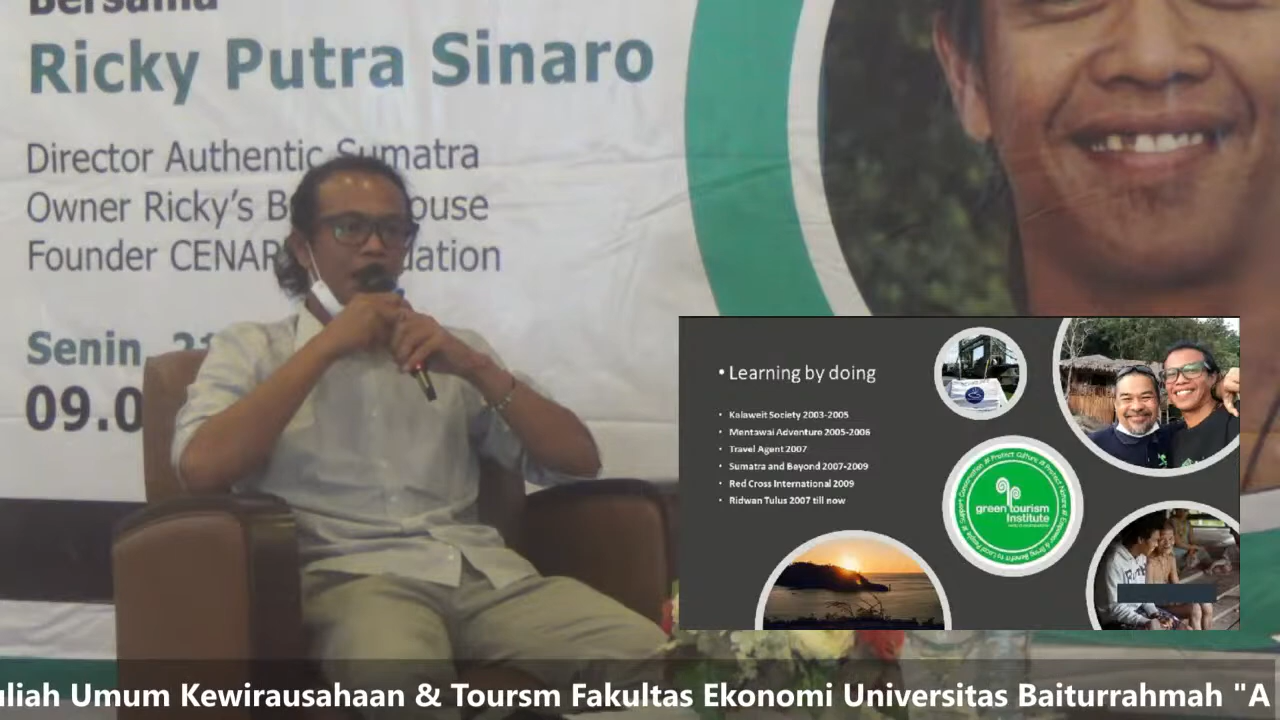 Bersama
Ricky Putra Sinaro
Director Authentic Sumatra
Owner Ricky's B ouse
Founder CENAR dation
Senin, 21
09.0
• Learning by doing
• Kalaweit Society 2003-2005
• Mentawai Adventure 2005-2006
• Travel Agent 2007
• Sumatra and Beyond 2007-2009
• Red Cross International 2009
• Ridwan Tulus 2007 till now
green tourism
Institute
uliah Umum Kewirausahaan & Toursm Fakultas Ekonomi Universitas Baiturrahmah "A